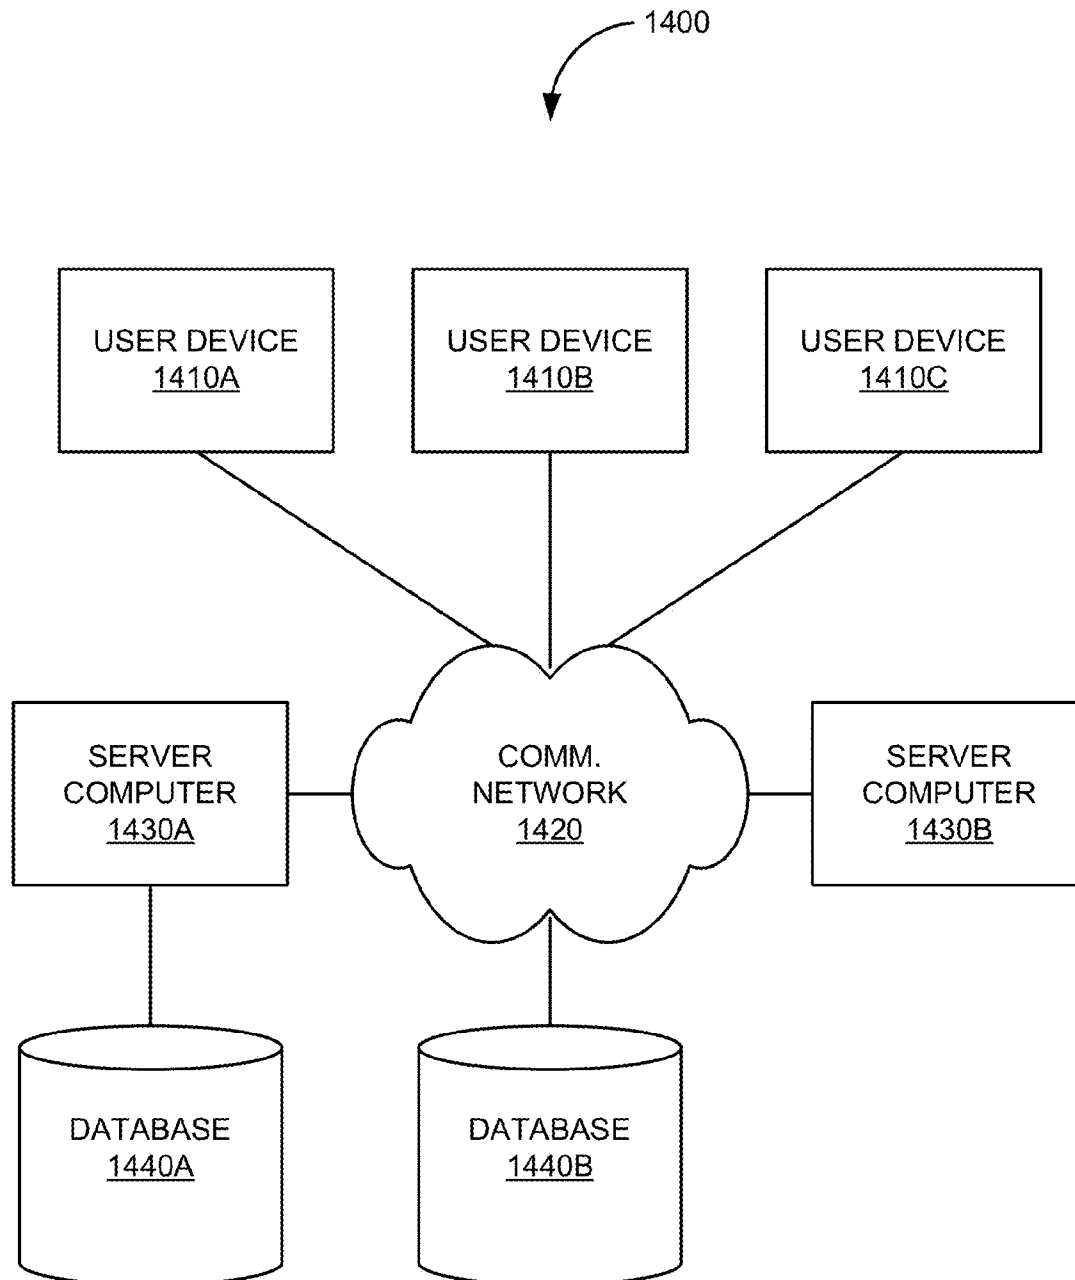 1400
USER DEVICE
1410A
USER DEVICE
1410B
USER DEVICE
1410C
SERVER
COMPUTER
1430A
COMM.
NETWORK
1420
SERVER
COMPUTER
1430B
DATABASE
1440A
DATABASE
1440B